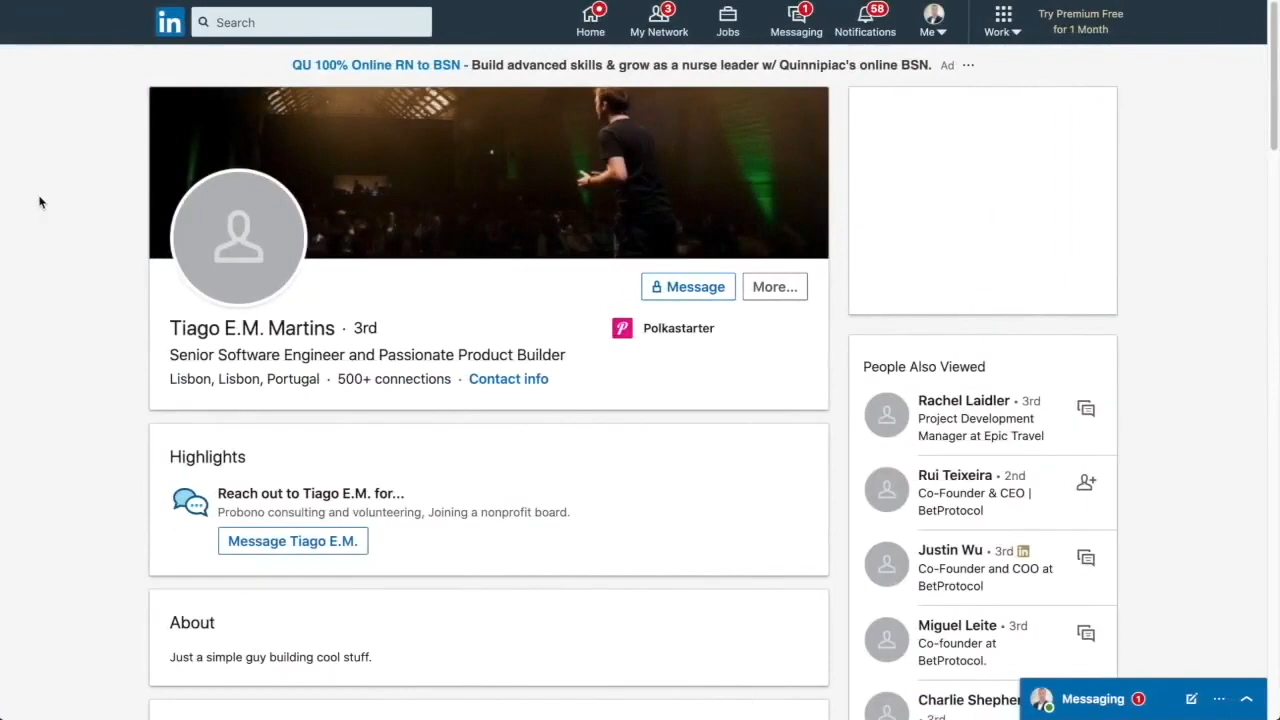 in
Search
3
1
58
Home
My Network
Jobs
Messaging
Notifications
Me
Work
Try Premium Free
for 1 Month
QU 100% Online RN to BSN - Build advanced skills & grow as a nurse leader w/ Quinnipiac's online BSN. Ad ···
Message
More...
Tiago E.M. Martins · 3rd
P Polkastarter
Senior Software Engineer and Passionate Product Builder
Lisbon, Lisbon, Portugal · 500+ connections · Contact info
Highlights
Reach out to Tiago E.M. for...
Probono consulting and volunteering, Joining a nonprofit board.
Message Tiago E.M.
About
Just a simple guy building cool stuff.
People Also Viewed
Rachel Laidler • 3rd
Project Development
Manager at Epic Travel
Rui Teixeira • 2nd
Co-Founder & CEO |
BetProtocol
Justin Wu • 3rd in
Co-Founder and COO at
BetProtocol
Miguel Leite • 3rd
Co-founder at
BetProtocol.
Charlie Shepher
• 3rd
Messaging 1 ···